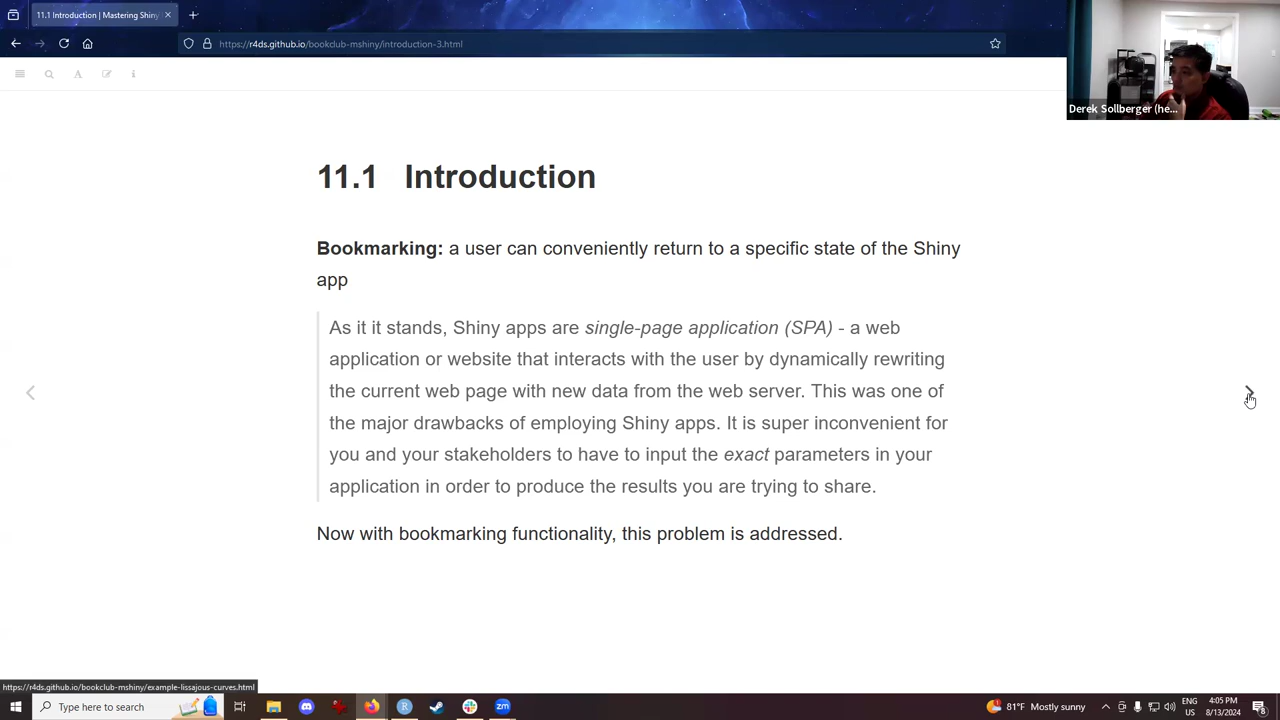 11.1 Introduction | Mastering Shiny
https://r4ds.github.io/bookclub-mshiny/introduction-3.html
Derek Sollberger (he...
11.1 Introduction
Bookmarking: a user can conveniently return to a specific state of the Shiny
app
As it it stands, Shiny apps are single-page application (SPA) - a web
application or website that interacts with the user by dynamically rewriting
the current web page with new data from the web server. This was one of
the major drawbacks of employing Shiny apps. It is super inconvenient for
you and your stakeholders to have to input the exact parameters in your
application in order to produce the results you are trying to share.
Now with bookmarking functionality, this problem is addressed.
https://r4ds.github.io/bookclub-mshiny/example-lissajous-curves.html
Type here to search
zm
81°F Mostly sunny
ENG
US
4:05 PM
8/13/2024
8